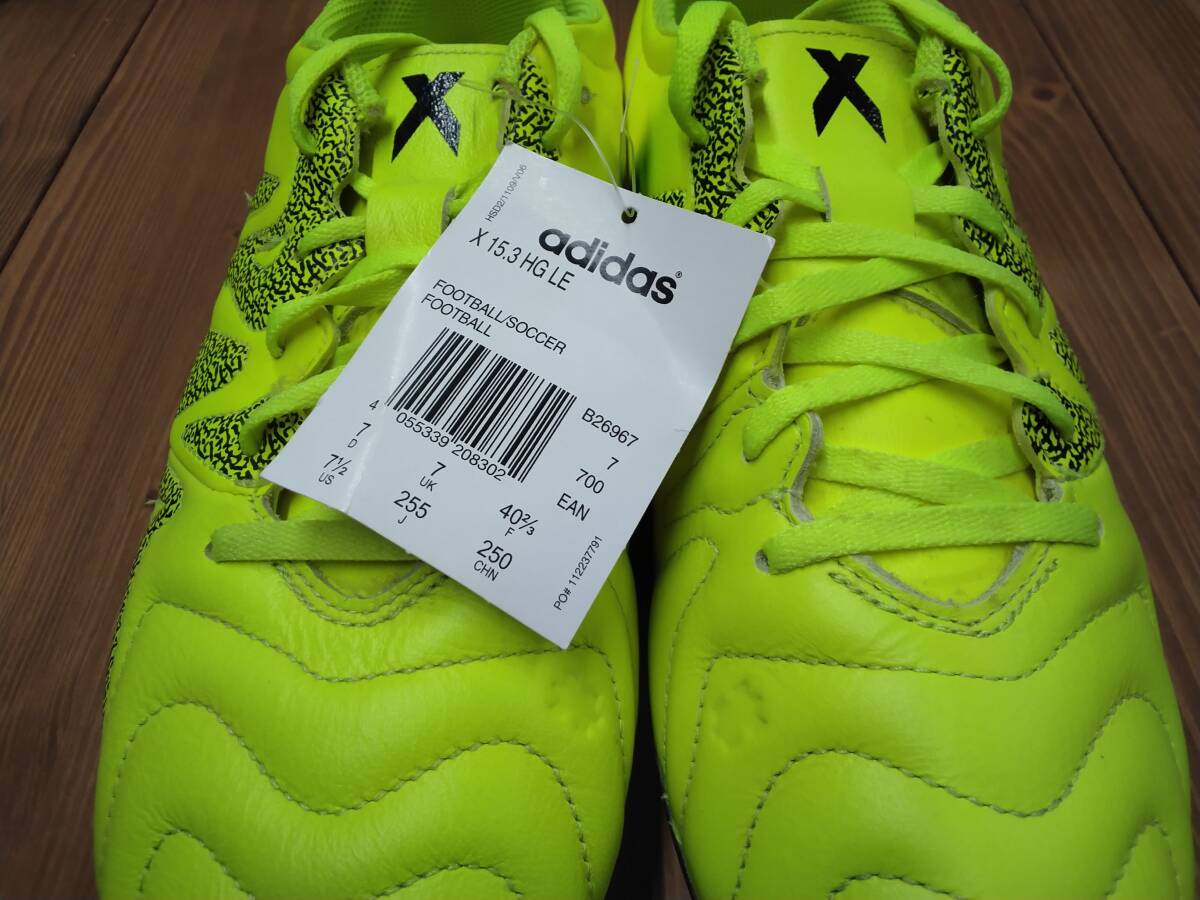 X
X
HSD2/1109/V06
adidas®
X 15.3 HG LE
FOOTBALL/SOCCER
FOOTBALL
B26967
4 055339 208302
7
700
EAN
7
D
7½
US
7
UK
255
J
40⅔
F
250
CHN
PO# 112237791